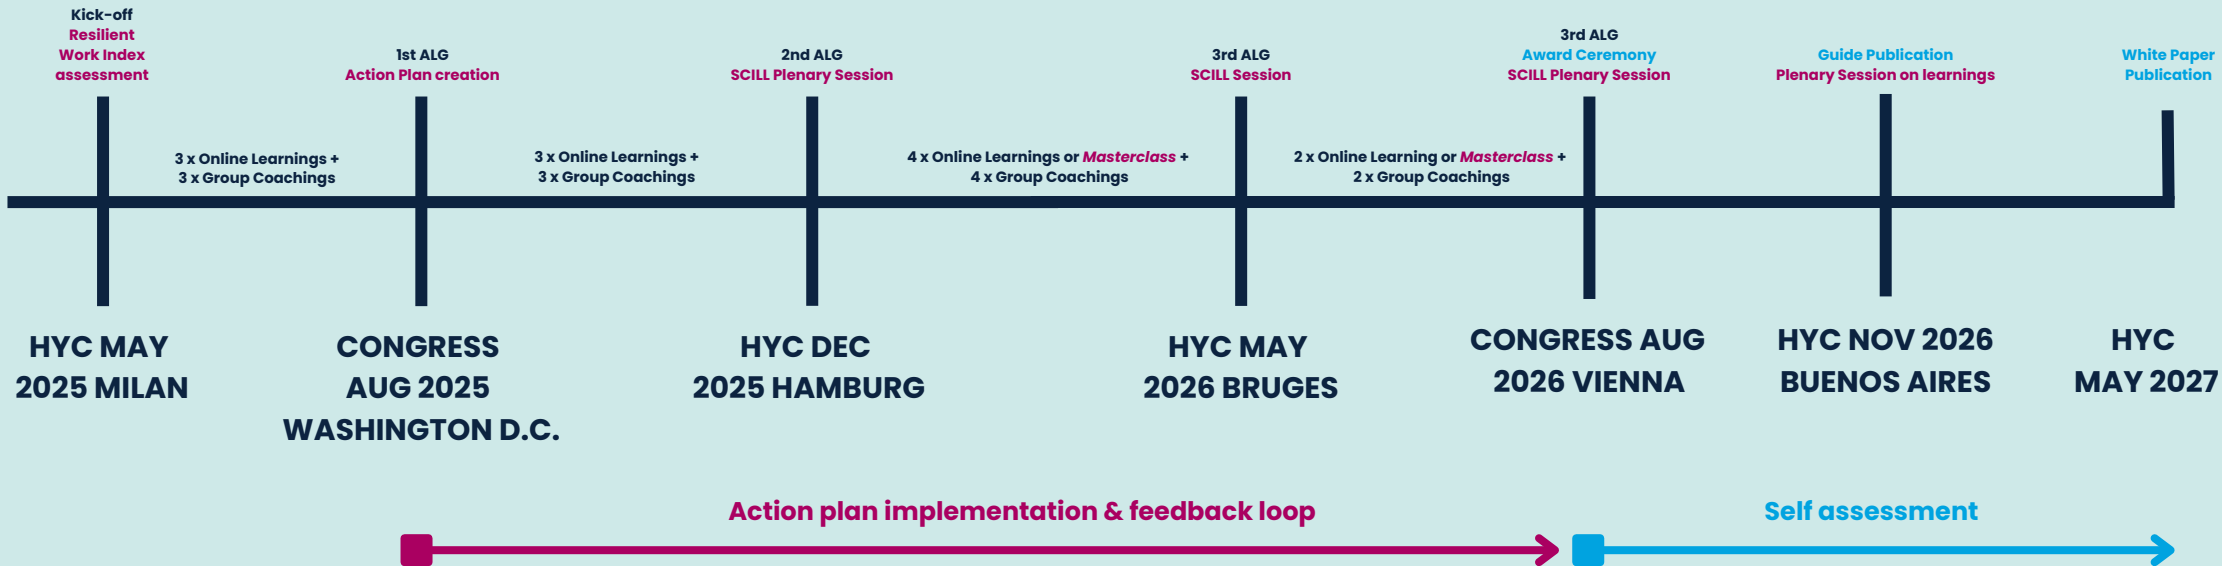 Kick-off
Resilient
Work Index
assessment
1st ALG
Action Plan creation
2nd ALG
SCILL Plenary Session
3rd ALG
SCILL Session
3rd ALG
Award Ceremony
SCILL Plenary Session
Guide Publication
Plenary Session on learnings
White Paper
Publication
3 x Online Learnings +
3 x Group Coachings
3 x Online Learnings +
3 x Group Coachings
4 x Online Learnings or Masterclass +
4 x Group Coachings
2 x Online Learning or Masterclass +
2 x Group Coachings
HYC MAY
2025 MILAN
CONGRESS
AUG 2025
WASHINGTON D.C.
HYC DEC
2025 HAMBURG
HYC MAY
2026 BRUGES
CONGRESS AUG
2026 VIENNA
HYC NOV 2026
BUENOS AIRES
HYC
MAY 2027
Action plan implementation & feedback loop
Self assessment